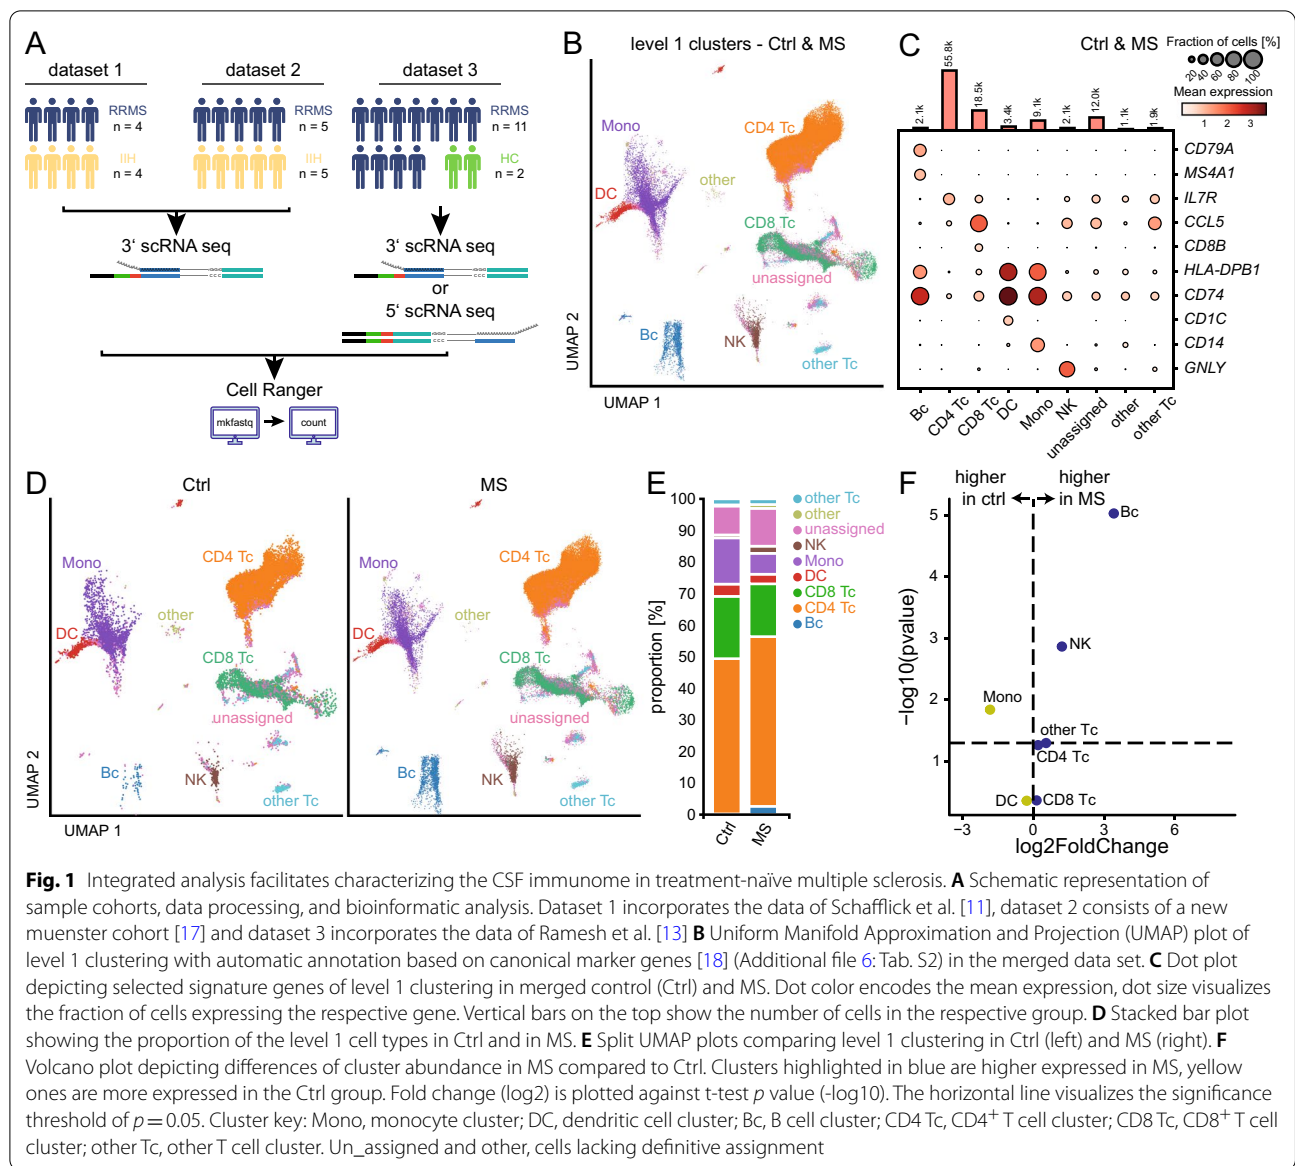 A
dataset 1
dataset 2
dataset 3
RRMS
n = 4
RRMS
n = 5
RRMS
n = 11
IIH
n = 4
IIH
n = 5
HC
n = 2
3‘ scRNA seq
3‘ scRNA seq
or
5‘ scRNA seq
CCC
CCC
CCC
Cell Ranger
mkfastq
count
B
level 1 clusters - Ctrl & MS
Mono
CD4 Tc
DC
other
CD8 Tc
unassigned
Bc
NK
other Tc
UMAP 2
UMAP 1
C
Ctrl & MS
Fraction of cells [%]
20 40 60 80 100
Mean expression
1 2 3
2.1k 55.8k 18.5k 3.4k 9.1k 2.1k 12.0k 1.1k 1.9k
CD79A
MS4A1
IL7R
CCL5
CD8B
HLA-DPB1
CD74
CD1C
CD14
GNLY
Bc CD4 Tc CD8 Tc DC Mono NK unassigned other other Tc
D
Ctrl
MS
Mono
CD4 Tc
other
DC
CD8 Tc
unassigned
Bc
NK
other Tc
Mono
CD4 Tc
other
DC
CD8 Tc
unassigned
Bc
NK
other Tc
UMAP 2
UMAP 1
E
proportion [%]
100
90
80
70
60
50
40
30
20
10
0
Ctrl
MS
other Tc
other
unassigned
NK
Mono
DC
CD8 Tc
CD4 Tc
Bc
F
higher
in ctrl
higher
in MS
−log10(pvalue)
5
4
3
2
1
Bc
NK
Mono
other Tc
CD4 Tc
DC
CD8 Tc
−3 0 3 6
log2FoldChange
Fig. 1 Integrated analysis facilitates characterizing the CSF immunome in treatment-naïve multiple sclerosis. A Schematic representation of
sample cohorts, data processing, and bioinformatic analysis. Dataset 1 incorporates the data of Schafflick et al. [11], dataset 2 consists of a new
muenster cohort [17] and dataset 3 incorporates the data of Ramesh et al. [13] B Uniform Manifold Approximation and Projection (UMAP) plot of
level 1 clustering with automatic annotation based on canonical marker genes [18] (Additional file 6: Tab. S2) in the merged data set. C Dot plot
depicting selected signature genes of level 1 clustering in merged control (Ctrl) and MS. Dot color encodes the mean expression, dot size visualizes
the fraction of cells expressing the respective gene. Vertical bars on the top show the number of cells in the respective group. D Stacked bar plot
showing the proportion of the level 1 cell types in Ctrl and in MS. E Split UMAP plots comparing level 1 clustering in Ctrl (left) and MS (right). F
Volcano plot depicting differences of cluster abundance in MS compared to Ctrl. Clusters highlighted in blue are higher expressed in MS, yellow
ones are more expressed in the Ctrl group. Fold change (log2) is plotted against t-test p value (-log10). The horizontal line visualizes the significance
threshold of p = 0.05. Cluster key: Mono, monocyte cluster; DC, dendritic cell cluster; Bc, B cell cluster; CD4 Tc, CD4+ T cell cluster; CD8 Tc, CD8+ T cell
cluster; other Tc, other T cell cluster. Un_assigned and other, cells lacking definitive assignment